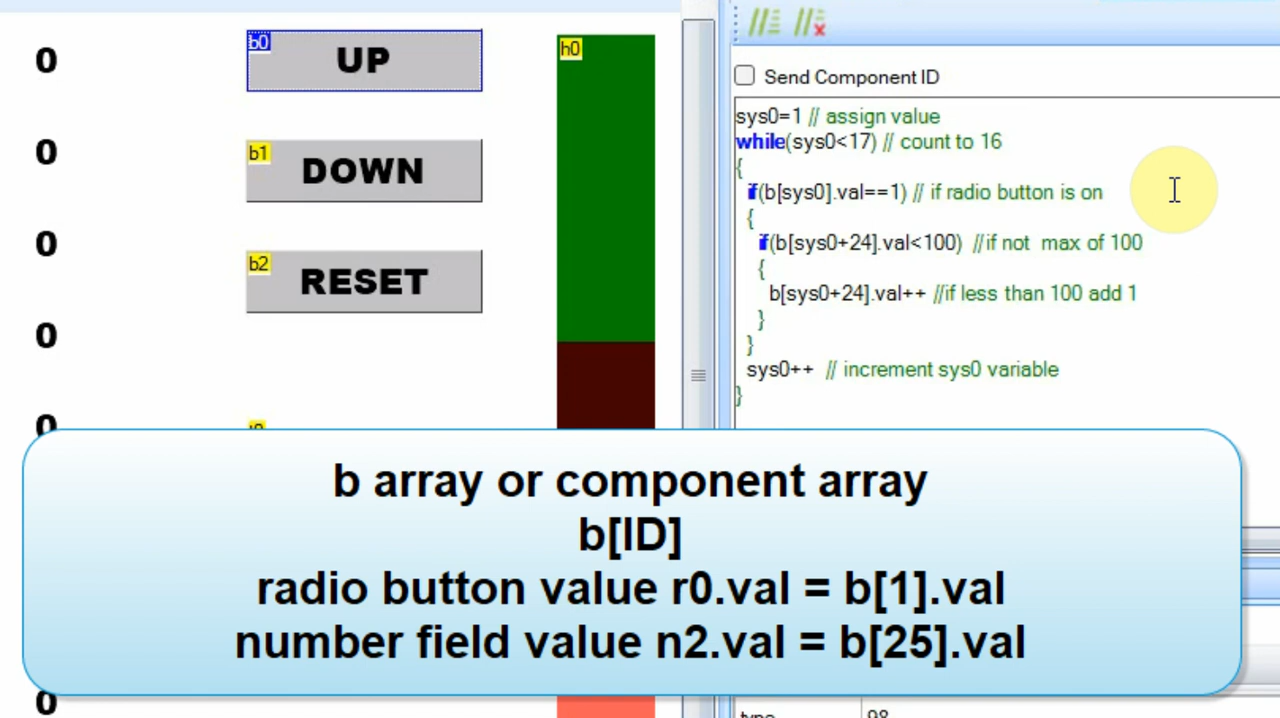 0
0
0
0
0
0
b0
UP
b1
DOWN
b2
RESET
h0
Send Component ID
sys0=1 // assign value
while(sys0<17) // count to 16
{
if(b[sys0].val==1) // if radio button is on
{
if(b[sys0+24].val<100) //if not max of 100
{
b[sys0+24].val++ //if less than 100 add 1
}
}
sys0++ // increment sys0 variable
}
b array or component array
b[ID]
radio button value r0.val = b[1].val
number field value n2.val = b[25].val
type
98